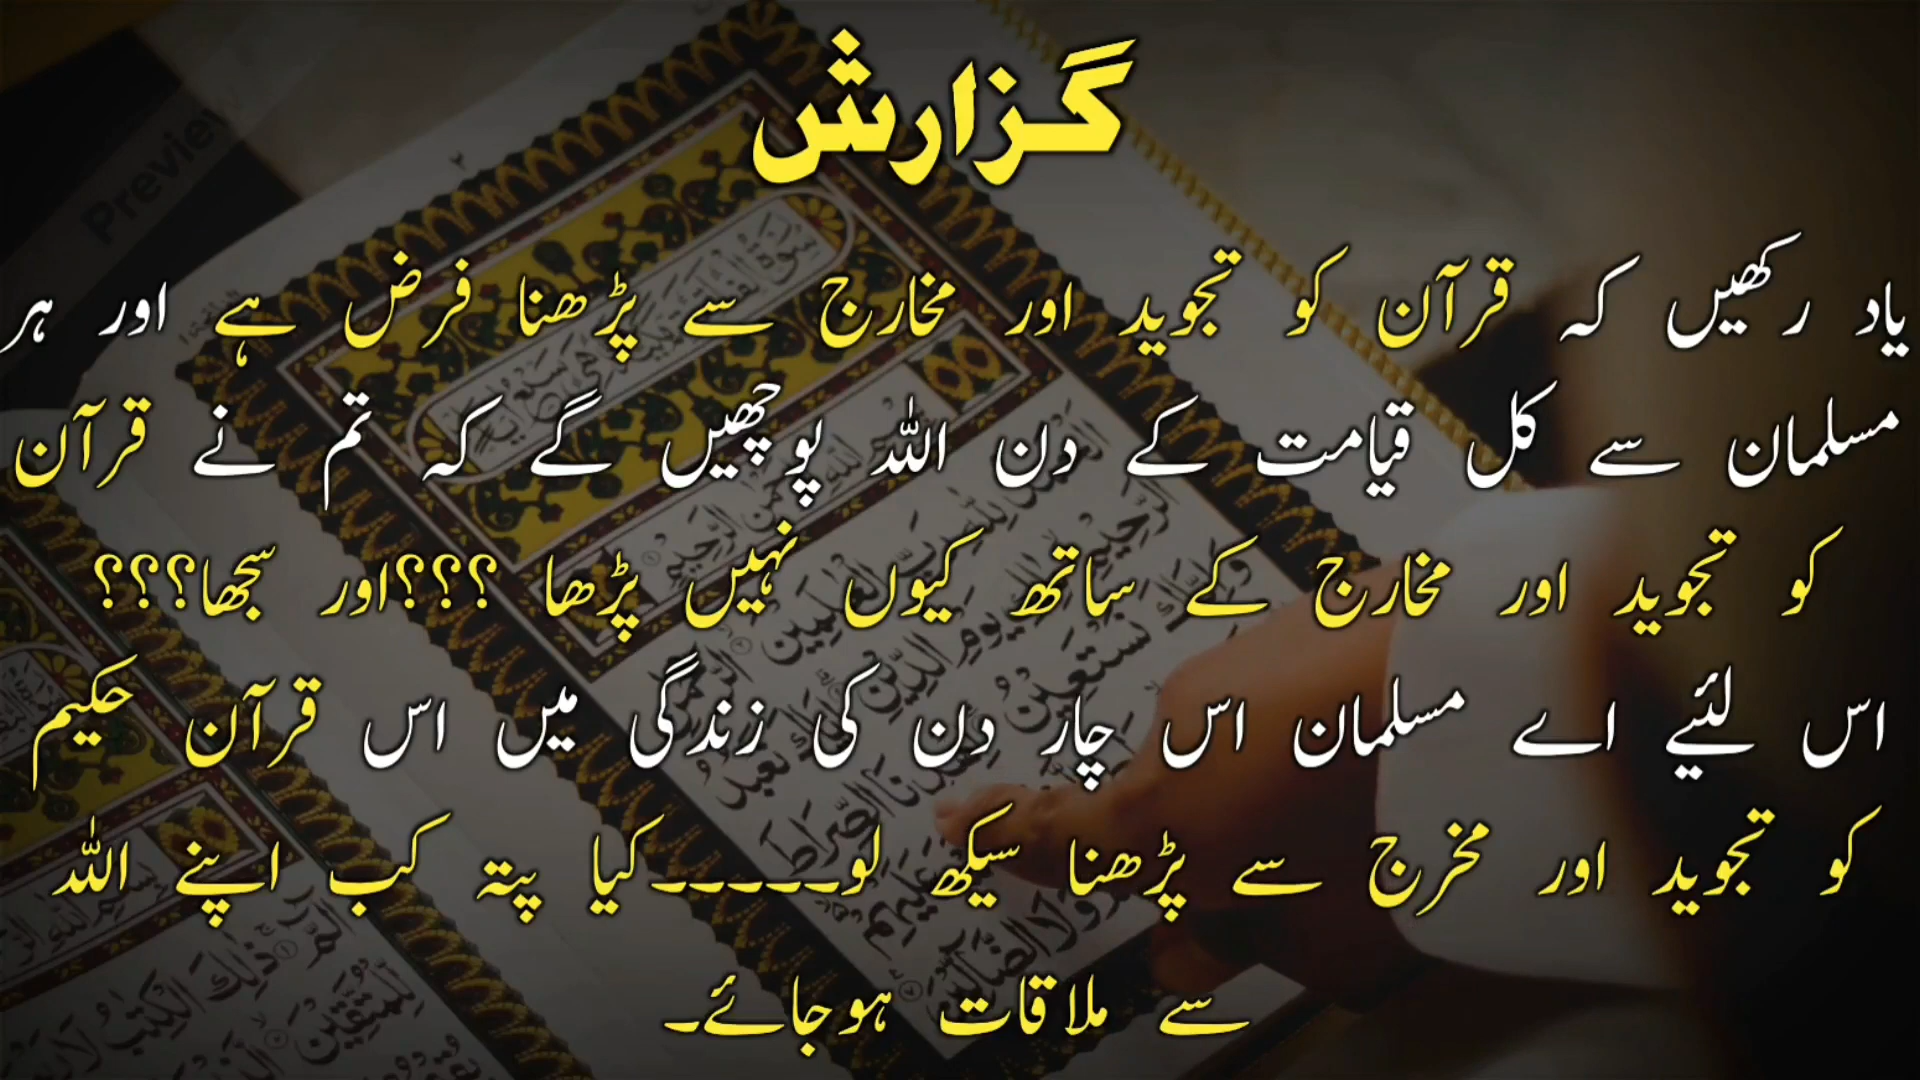 گزارش
یاد رکھیں کہ قرآن کو تجوید اور مخارج سے پڑھنا فرض ہے اور ہر
مسلمان سے کل قیامت کے دن اللہ پوچھیں گے کہ تم نے قرآن
کو تجوید اور مخارج کے ساتھ کیوں نہیں پڑھا ؟؟؟اور سمجھا؟؟؟
اس لئیے اے مسلمان اس چار دن کی زندگی میں اس قرآن حکیم
کو تجوید اور مخرج سے پڑھنا سیکھ لو۔۔۔۔۔کیا پتہ کب اپنے اللہ
سے ملاقات ہوجائے۔
Preview